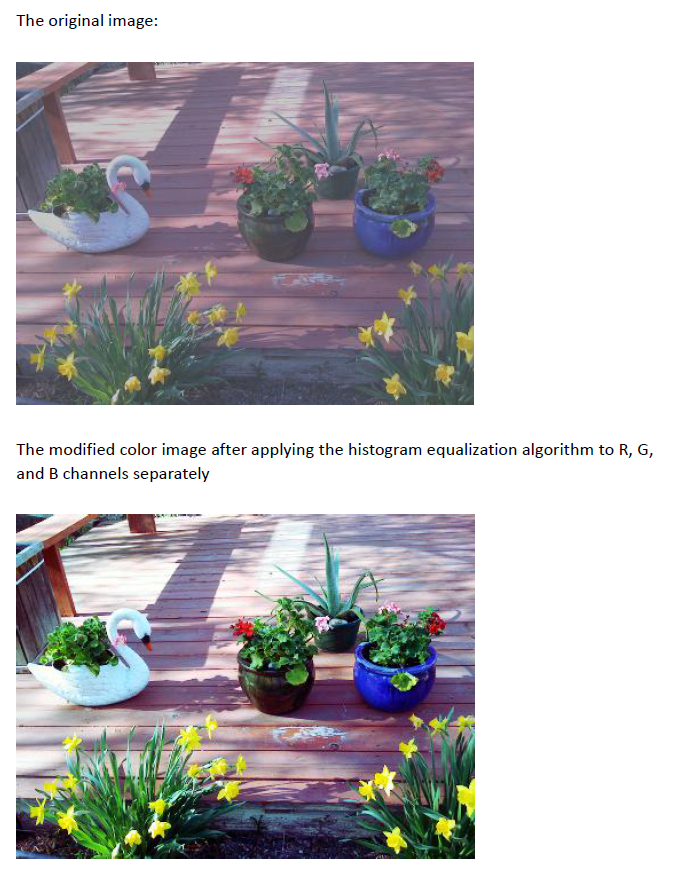 The original image:
The modified color image after applying the histogram equalization algorithm to R, G,
and B channels separately